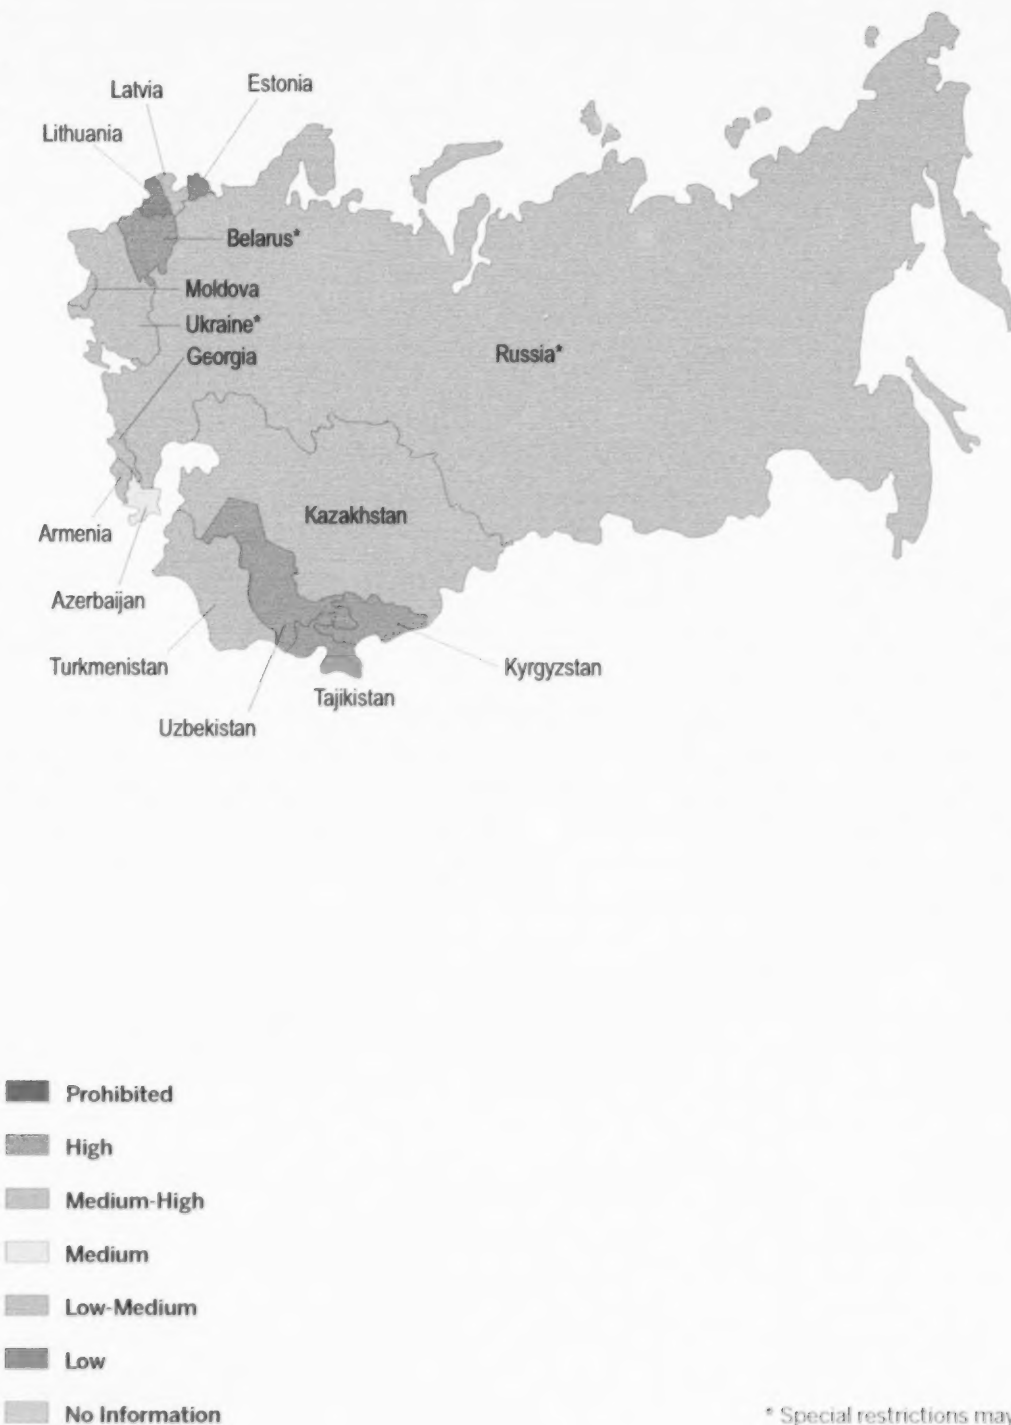 Latvia
Estonia
Lithuania
Belarus*
Moldova
Ukraine*
Georgia
Russia*
Kazakhstan
Armenia
Azerbaijan
Turkmenistan
Kyrgyzstan
Tajikistan
Uzbekistan
Prohibited
High
Medium-High
Medium
Low-Medium
Low
No Information
* Special restrictions may